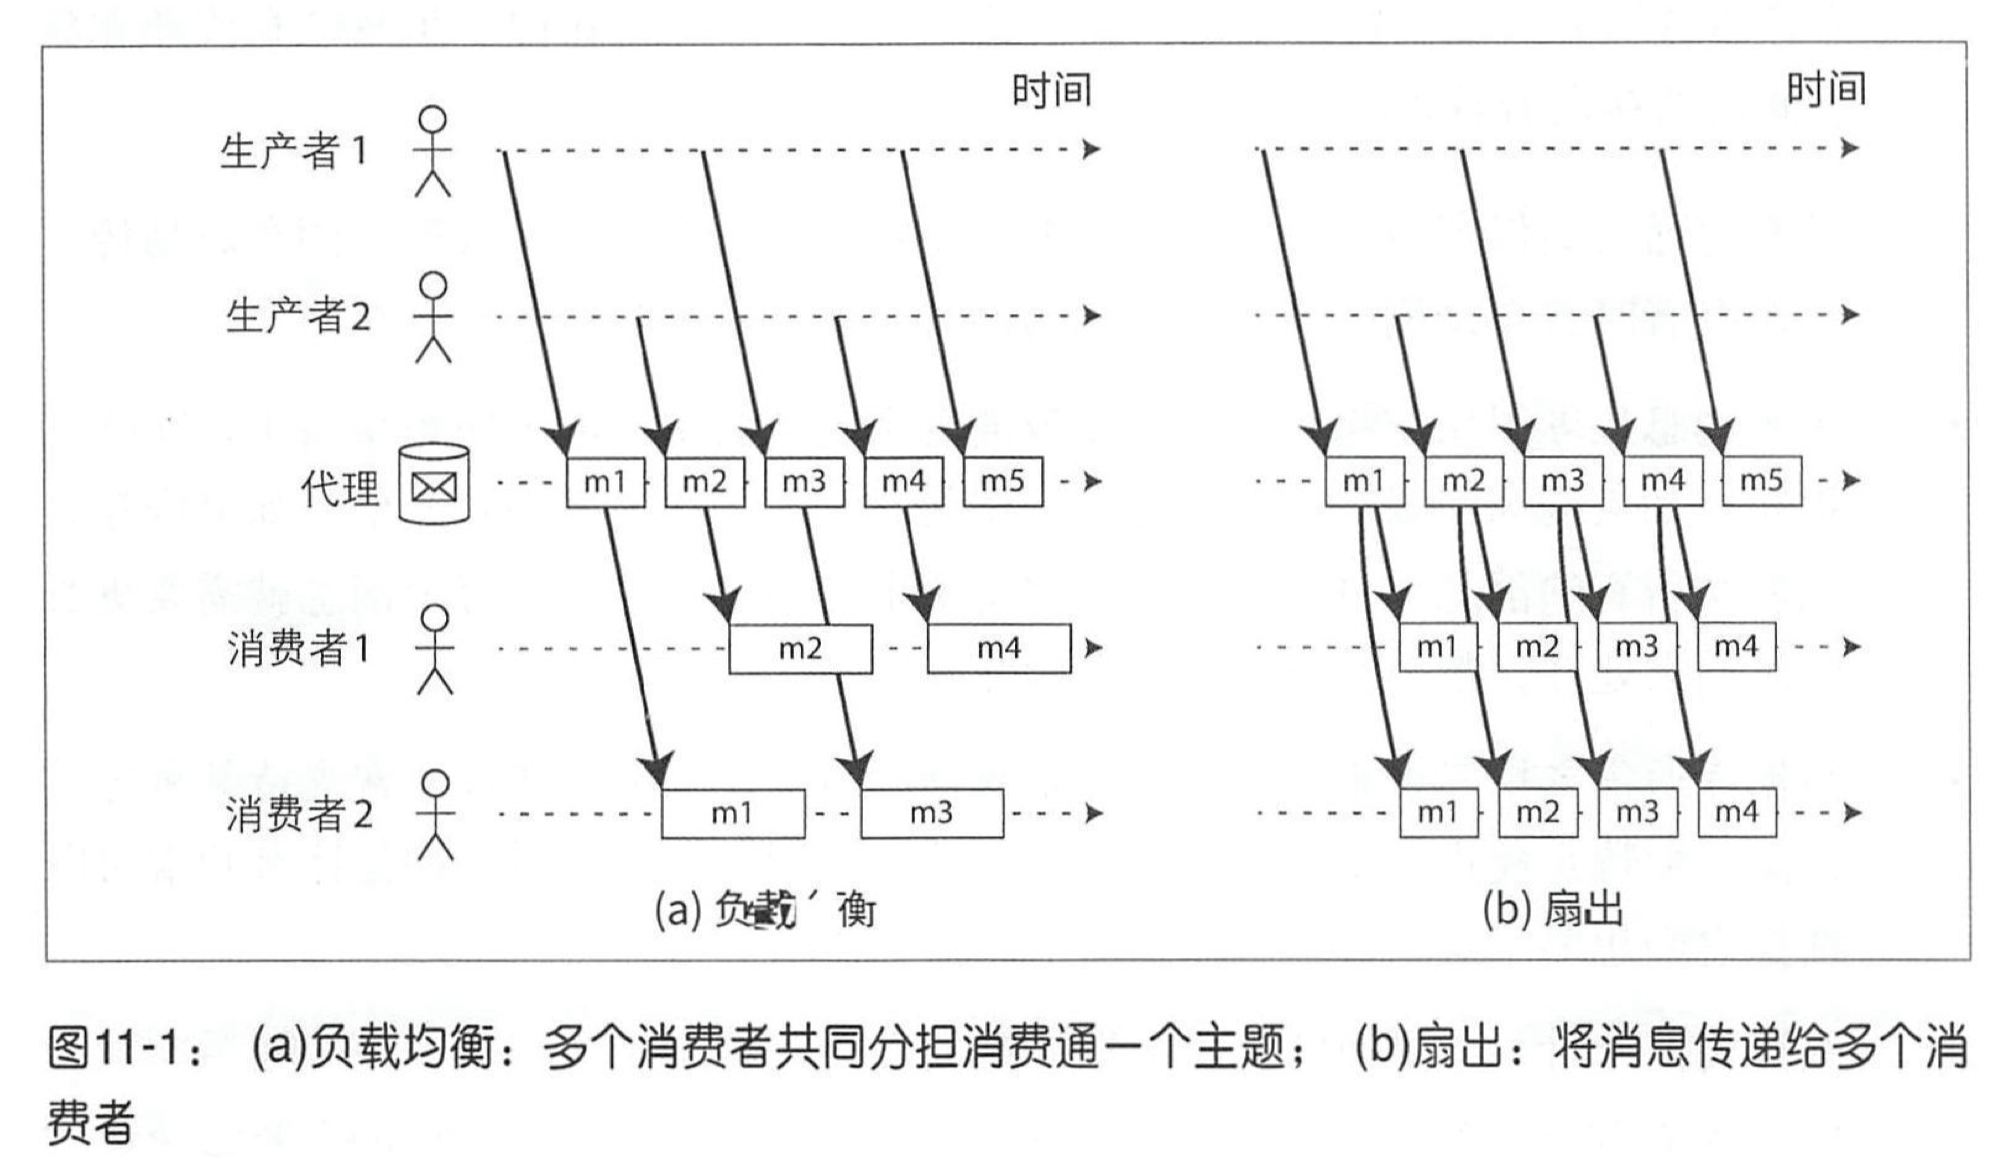 时间 时间
生产者1
生产者2
代理 m1 m2 m3 m4 m5 m1 m2 m3 m4 m5
消费者1 m2 m4 m1 m2 m3 m4
消费者2 m1 m3 m1 m2 m3 m4
(a) 负载 衡 (b) 扇出
图11-1： (a)负载均衡：多个消费者共同分担消费通一个主题； (b)扇出：将消息传递给多个消
费者